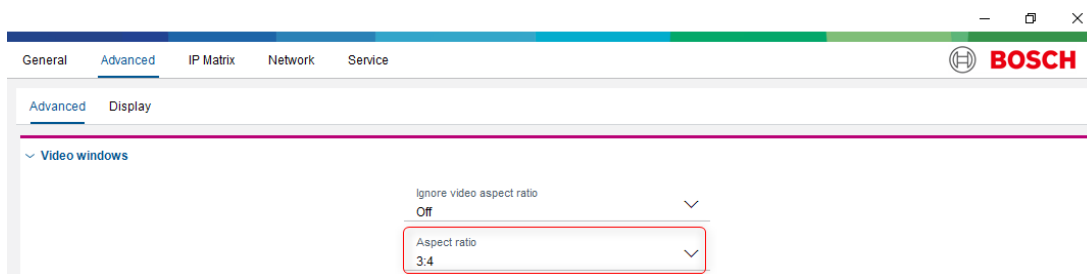 General Advanced IP Matrix Network Service BOSCH
Advanced Display
Video windows
Ignore video aspect ratio
Off
Aspect ratio
3:4